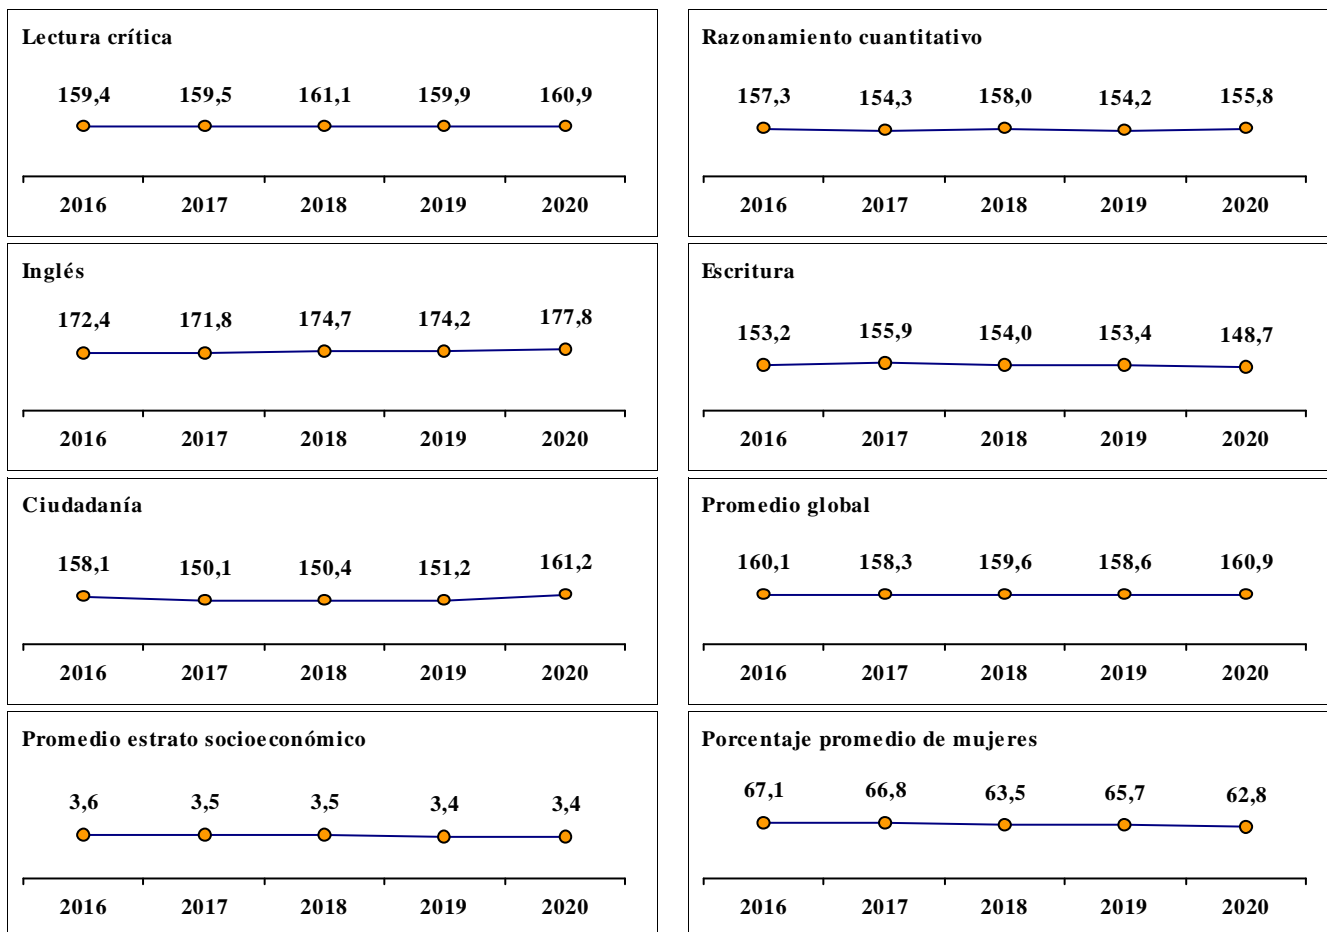 Lectura crítica
159,4 159,5 161,1 159,9 160,9
2016 2017 2018 2019 2020
Razonamiento cuantitativo
157,3 154,3 158,0 154,2 155,8
2016 2017 2018 2019 2020
Inglés
172,4 171,8 174,7 174,2 177,8
2016 2017 2018 2019 2020
Escritura
153,2 155,9 154,0 153,4 148,7
2016 2017 2018 2019 2020
Ciudadanía
158,1 150,1 150,4 151,2 161,2
2016 2017 2018 2019 2020
Promedio global
160,1 158,3 159,6 158,6 160,9
2016 2017 2018 2019 2020
Promedio estrato socioeconómico
3,6 3,5 3,5 3,4 3,4
2016 2017 2018 2019 2020
Porcentaje promedio de mujeres
67,1 66,8 63,5 65,7 62,8
2016 2017 2018 2019 2020